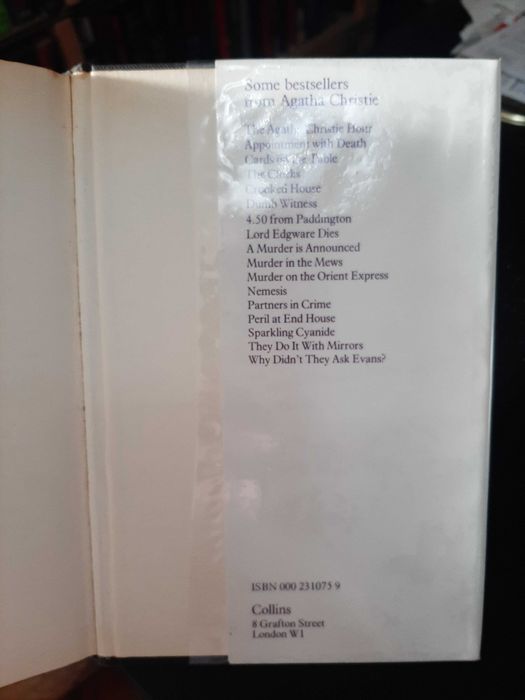 Some bestsellers
from Agatha Christie
The Agatha Christie Hour
Appointment with Death
Cards on the Table
The Clocks
Crooked House
Dumb Witness
4.50 from Paddington
Lord Edgware Dies
A Murder is Announced
Murder in the Mews
Murder on the Orient Express
Nemesis
Partners in Crime
Peril at End House
Sparkling Cyanide
They Do It With Mirrors
Why Didn't They Ask Evans?
ISBN 000 231075 9
Collins
8 Grafton Street
London W1